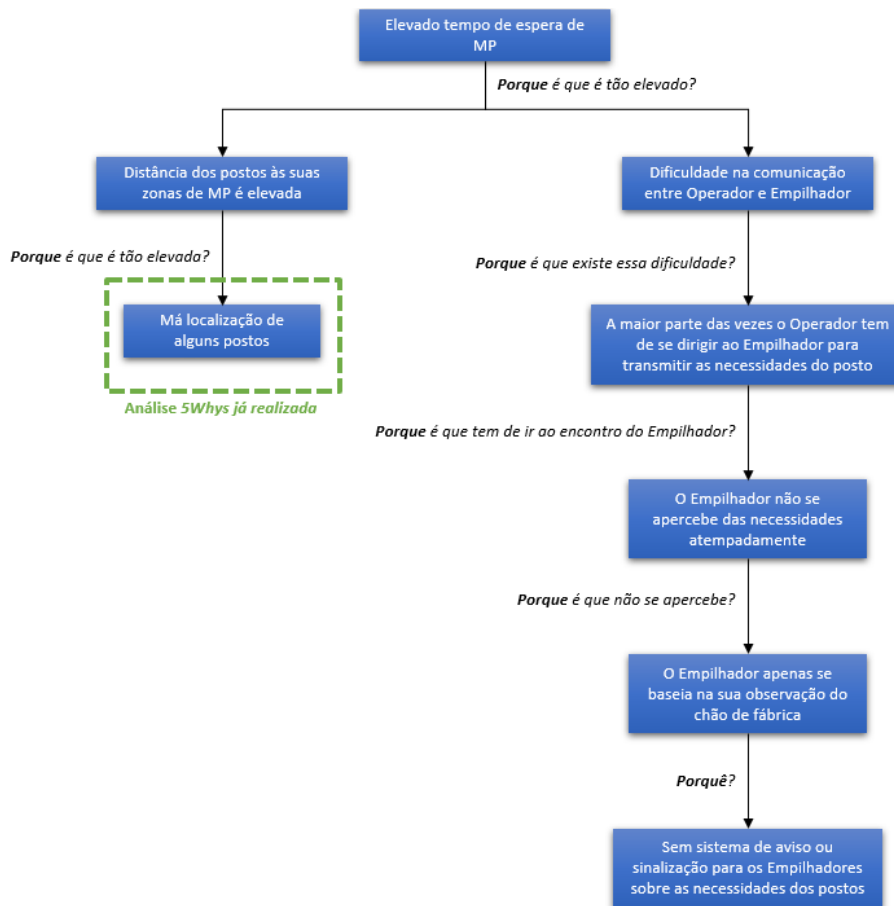 Elevado tempo de espera de
MP
Porque é que é tão elevado?
Distância dos postos às suas
zonas de MP é elevada
Dificuldade na comunicação
entre Operador e Empilhador
Porque é que é tão elevada?
Porque é que existe essa dificuldade?
Má localização de
alguns postos
Análise 5Whys já realizada
A maior parte das vezes o Operador tem
de se dirigir ao Empilhador para
transmitir as necessidades do posto
Porque é que tem de ir ao encontro do Empilhador?
O Empilhador não se
apercebe das necessidades
atempadamente
Porque é que não se apercebe?
O Empilhador apenas se
baseia na sua observação do
chão de fábrica
Porquê?
Sem sistema de aviso ou
sinalização para os Empilhadores
sobre as necessidades dos postos